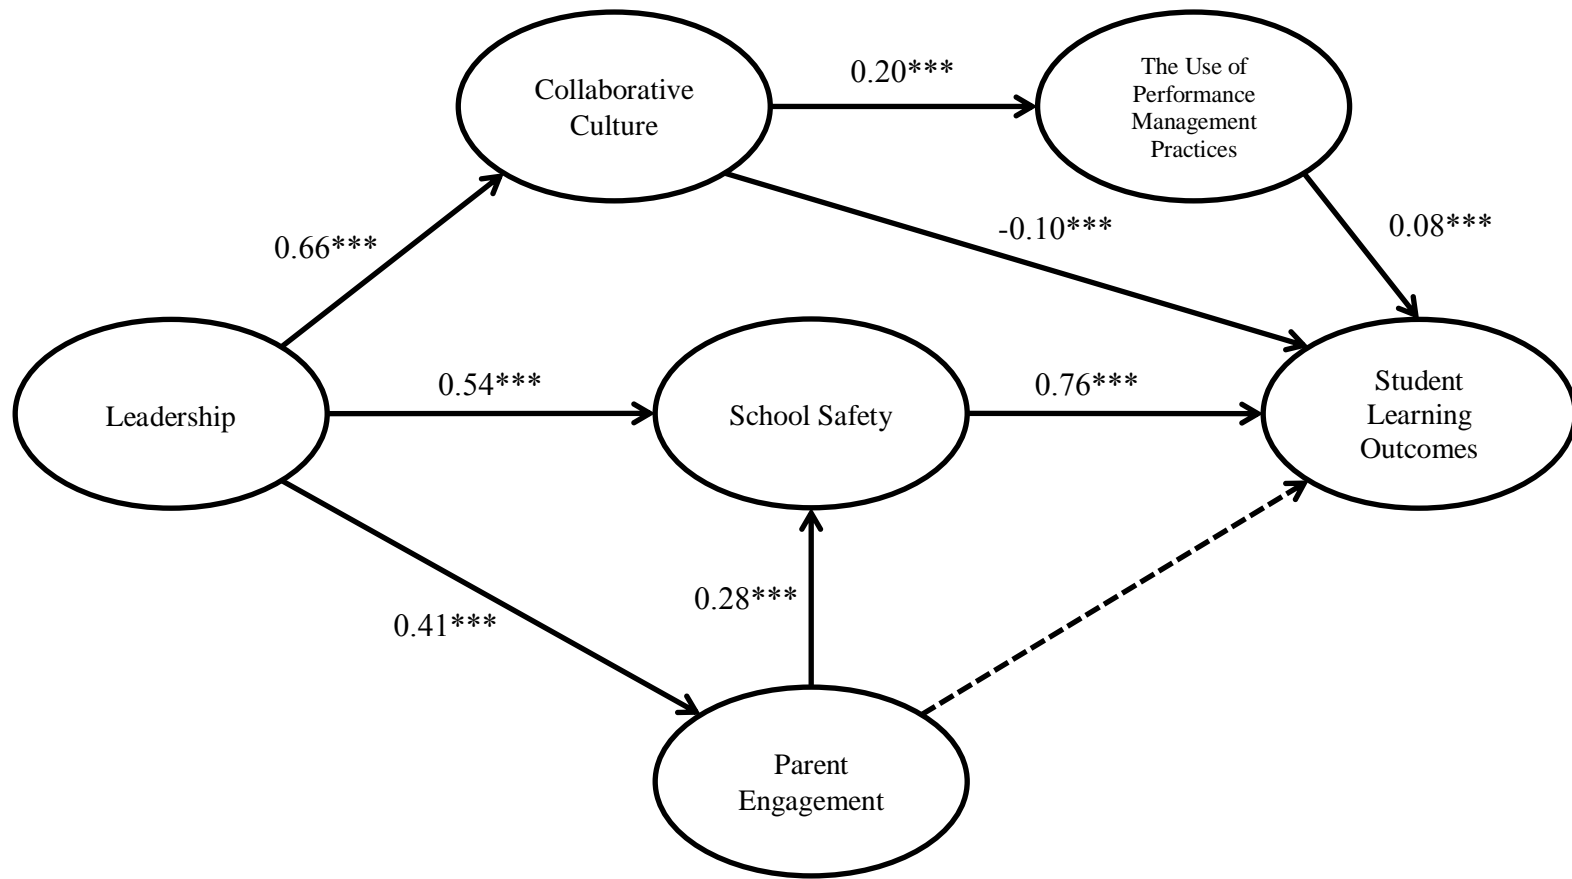 Collaborative
Culture
0.20***
The Use of
Performance
Management
Practices
0.66***
-0.10***
0.08***
Leadership
0.54***
School Safety
0.76***
Student
Learning
Outcomes
0.41***
0.28***
Parent
Engagement